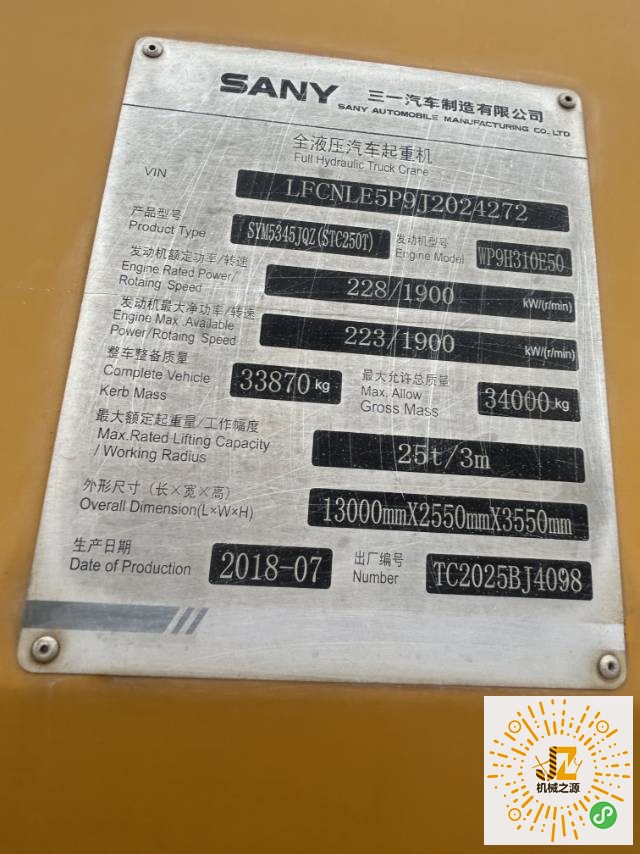 SANY 三一汽车制造有限公司
SANY AUTOMOBILE MANUFACTURING CO., LTD
全液压汽车起重机
Full Hydraulic Truck Crane
VIN LFCNLE5P9J2024272
产品型号
Product Type
SYM5345JQZ(STC250T)
发动机型号
Engine Model
WP9H310E50
发动机额定功率/转速
Engine Rated Power/
Rotaing Speed
228/1900 kW/(r/min)
发动机最大净功率/转速
Engine Max .Available
Power/Rotaing Speed
223/1900 kW/(r/min)
整车整备质量
Complete Vehicle
Kerb Mass
33870 kg
最大允许总质量
Max. Allow
Gross Mass
34000 kg
最大额定起重量/工作幅度
Max.Rated Lifting Capacity
/ Working Radius
25t/3m
外形尺寸（长×宽×高）
Overall Dimension(L×W×H)
13000mmX2550mmX3550mm
生产日期
Date of Production
2018-07
出厂编号
Number
TC2025BJ4098
JZ
机械之源